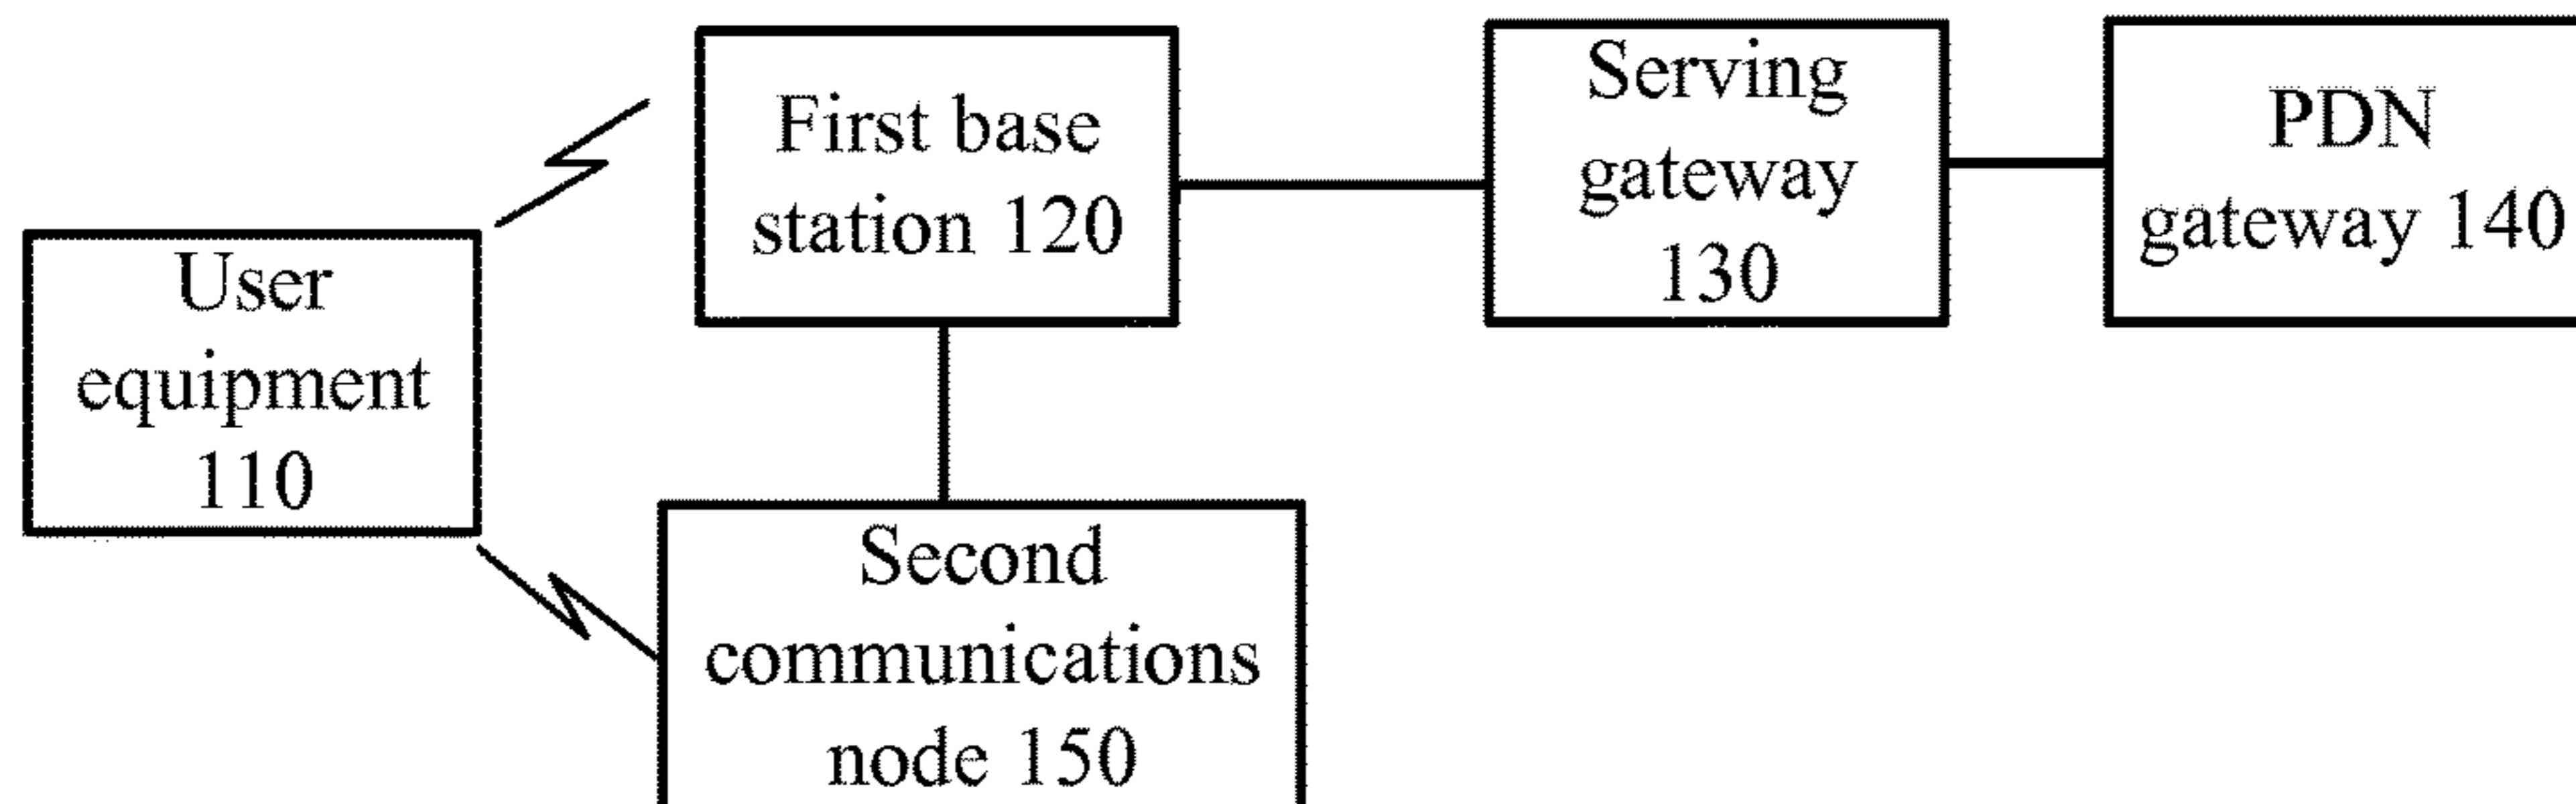 User
equipment
110
First base
station 120
Serving
gateway
130
PDN
gateway 140
Second
communications
node 150